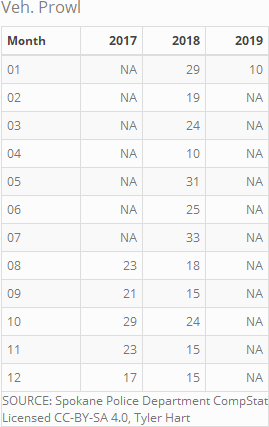 Veh. Prowl
Month 2017 2018 2019
01 NA 29 10
02 NA 19 NA
03 NA 24 NA
04 NA 10 NA
05 NA 31 NA
06 NA 25 NA
07 NA 33 NA
08 23 18 NA
09 21 15 NA
10 29 24 NA
11 23 15 NA
12 17 15 NA
SOURCE: Spokane Police Department CompStat
Licensed CC-BY-SA 4.0, Tyler Hart